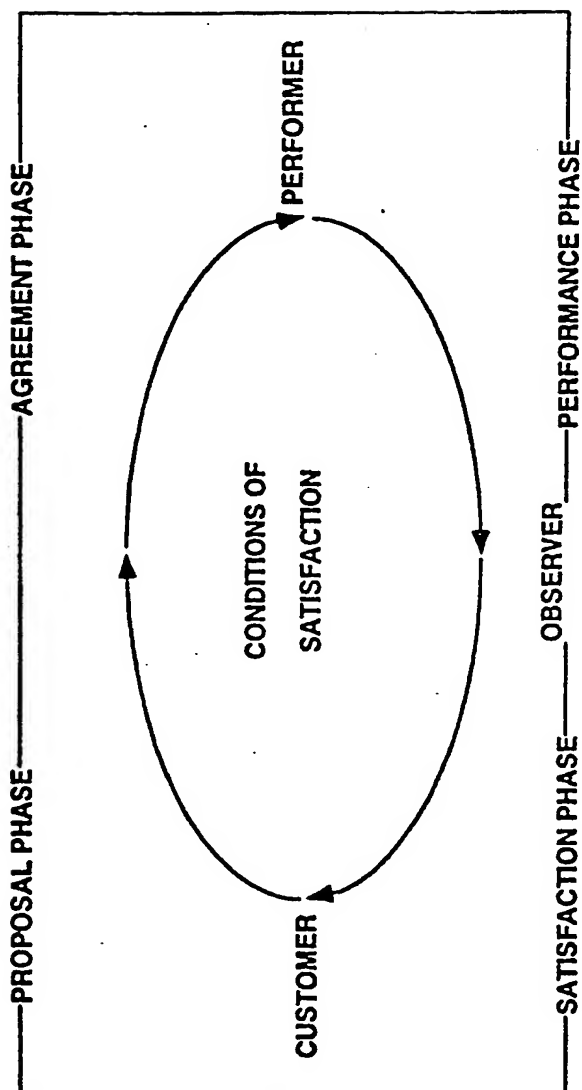 PROPOSAL PHASE
AGREEMENT PHASE
CUSTOMER
CONDITIONS OF
SATISFACTION
PERFORMER
SATISFACTION PHASE
OBSERVER
PERFORMANCE PHASE